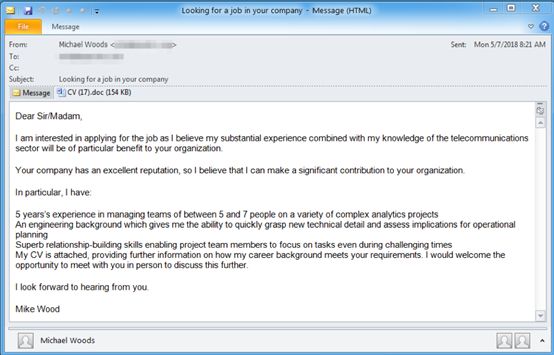 Looking for a job in your company - Message (HTML)
File
Message
From: Michael Woods <
Sent: Mon 5/7/2018 8:21 AM
To:
Cc:
Subject: Looking for a job in your company
Message
CV (17).doc (154 KB)
Dear Sir/Madam,
I am interested in applying for the job as I believe my substantial experience combined with my knowledge of the telecommunications
sector will be of particular benefit to your organization.
Your company has an excellent reputation, so I believe that I can make a significant contribution to your organization.
In particular, I have:
5 years's experience in managing teams of between 5 and 7 people on a variety of complex analytics projects
An engineering background which gives me the ability to quickly grasp new technical detail and assess implications for operational
planning
Superb relationship-building skills enabling project team members to focus on tasks even during challenging times
My CV is attached, providing further information on how my career background meets your requirements. I would welcome the
opportunity to meet with you in person to discuss this further.
I look forward to hearing from you.
Mike Wood
Michael Woods